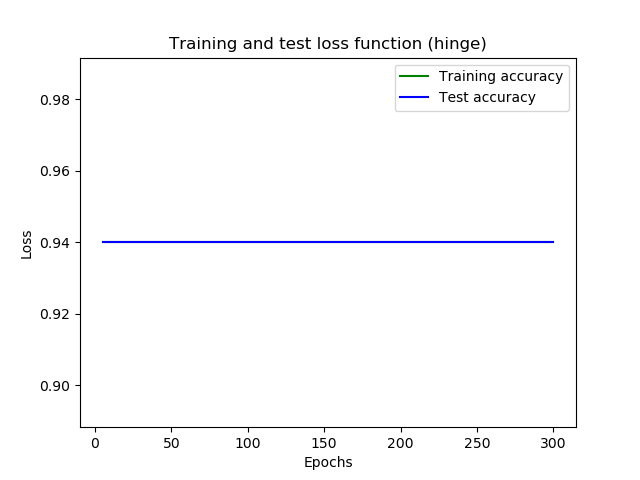 Training and test loss function (hinge)
Training accuracy
Test accuracy
0.98
0.96
0.94
0.92
0.90
Loss
0
50
100
150
200
250
300
Epochs